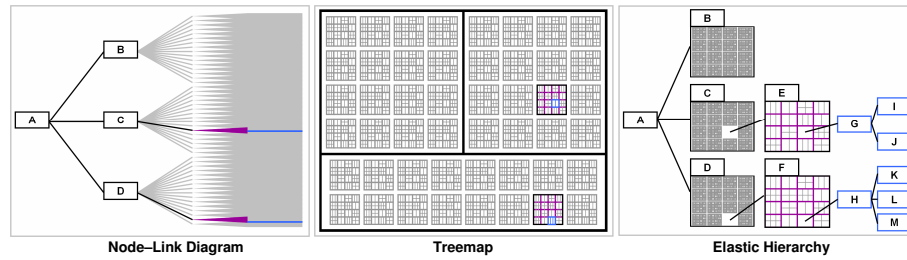 A
B
C
D
Node–Link Diagram
Treemap
A
B
C
D
E
F
G
H
I
J
K
L
M
Elastic Hierarchy